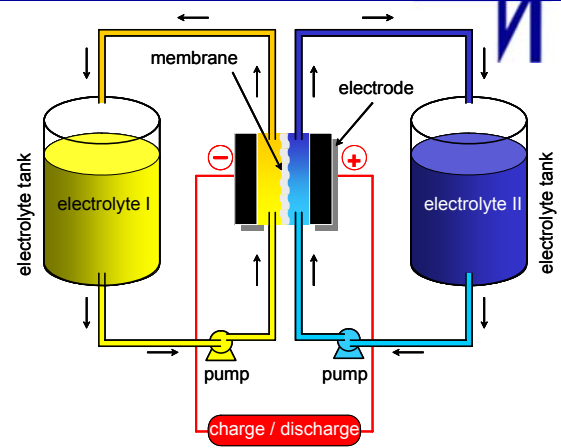 membrane
electrode
−
+
electrolyte tank
electrolyte I
electrolyte II
electrolyte tank
pump
pump
charge / discharge